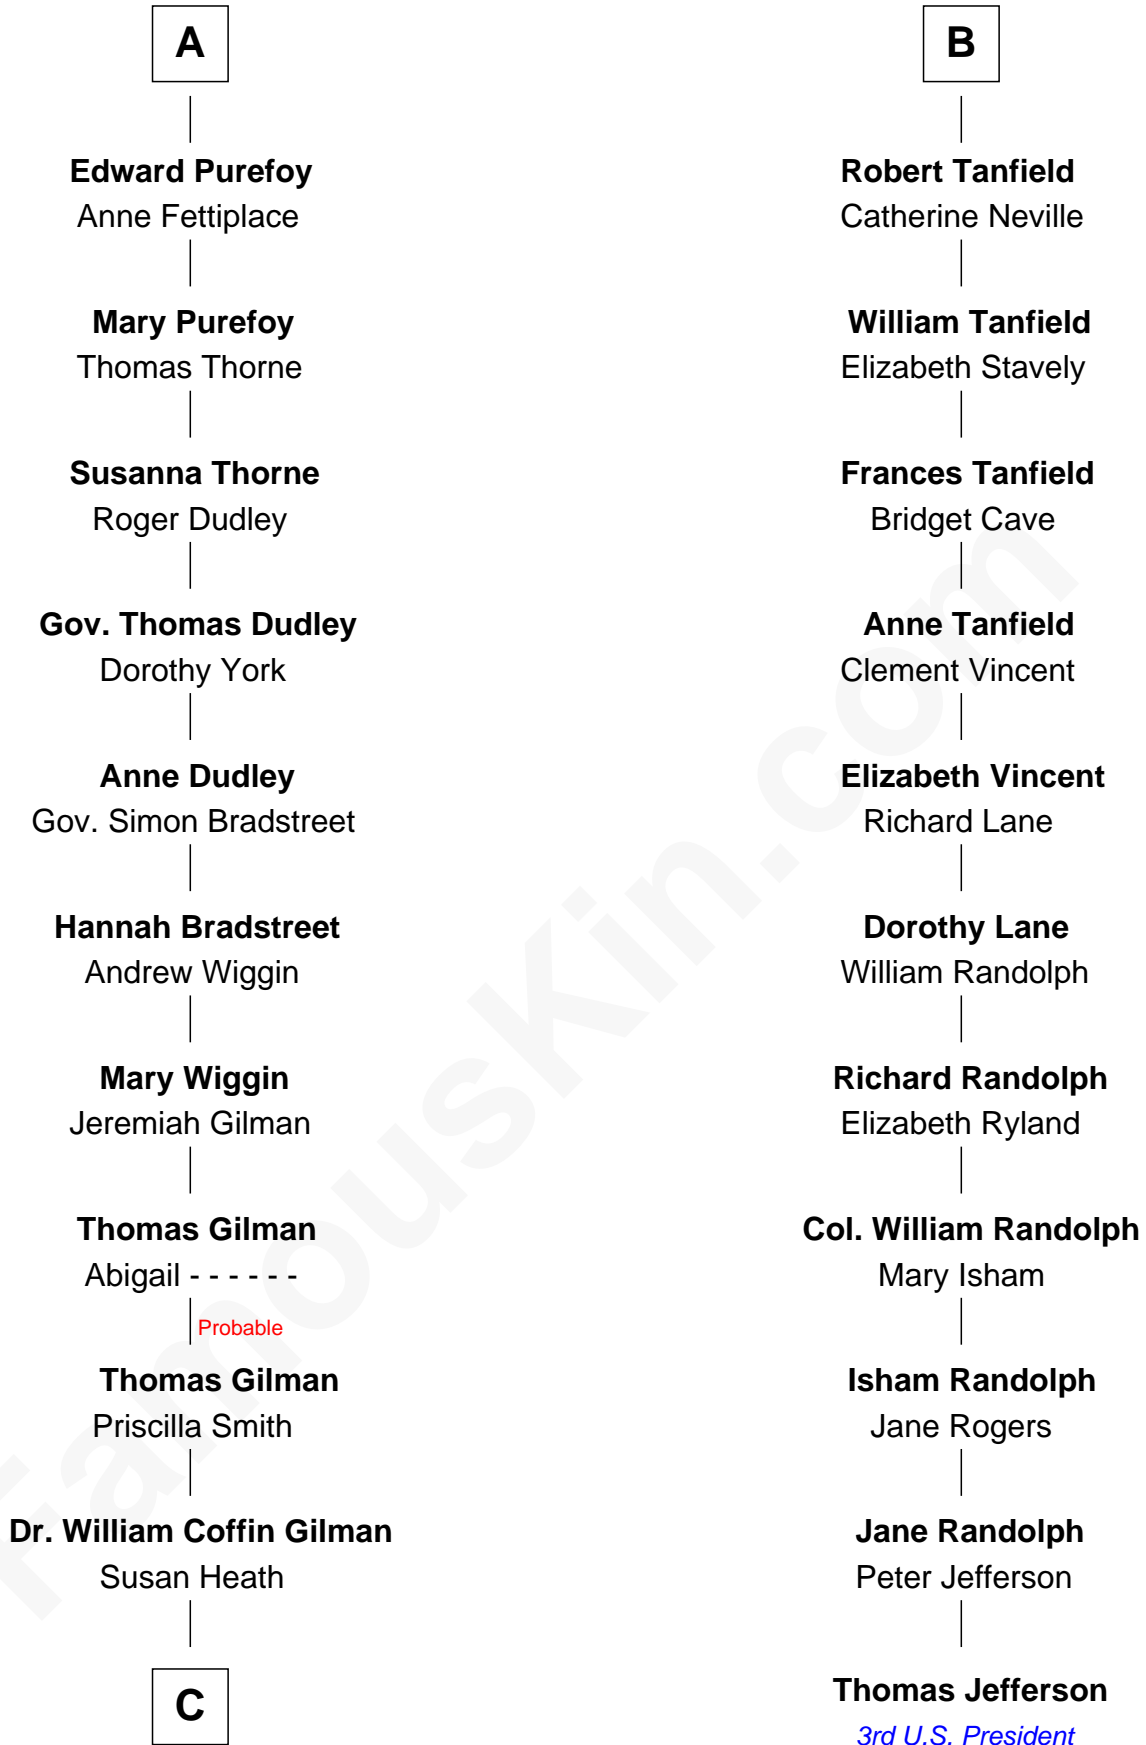 A
Edward Purefoy
Anne Fettiplace
Mary Purefoy
Thomas Thorne
Susanna Thorne
Roger Dudley
Gov. Thomas Dudley
Dorothy York
Anne Dudley
Gov. Simon Bradstreet
Hannah Bradstreet
Andrew Wiggin
Mary Wiggin
Jeremiah Gilman
Thomas Gilman
Abigail - - - - - -
Probable
Thomas Gilman
Priscilla Smith
Dr. William Coffin Gilman
Susan Heath
C
B
Robert Tanfield
Catherine Neville
William Tanfield
Elizabeth Stavely
Frances Tanfield
Bridget Cave
Anne Tanfield
Clement Vincent
Elizabeth Vincent
Richard Lane
Dorothy Lane
William Randolph
Richard Randolph
Elizabeth Ryland
Col. William Randolph
Mary Isham
Isham Randolph
Jane Rogers
Jane Randolph
Peter Jefferson
Thomas Jefferson
3rd U.S. President
FamousKin.com